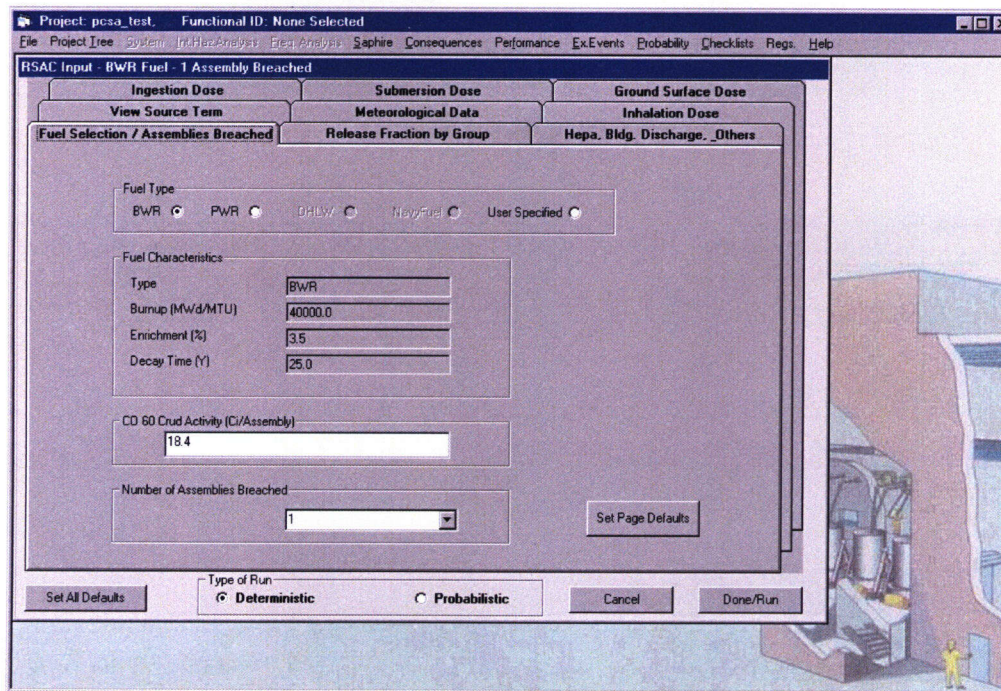 Project: pcsa_test, Functional ID: None Selected
File Project Tree System Int.Haz.Analysis Freq. Analysis Saphire Consequences Performance Ex.Events Probability Checklists Regs. Help
RSAC Input - BWR Fuel - 1 Assembly Breached
Ingestion Dose Submersion Dose Ground Surface Dose
View Source Term Meteorological Data Inhalation Dose
Fuel Selection / Assemblies Breached Release Fraction by Group Hepa, Bldg. Discharge, _Others
Fuel Type
BWR PWR DHLW NavyFuel User Specified
Fuel Characteristics
Type BWR
Burnup (MWd/MTU) 40000.0
Enrichment (%) 3.5
Decay Time (Y) 25.0
CO 60 Crud Activity (Ci/Assembly)
18.4
Number of Assemblies Breached
1
Set Page Defaults
Type of Run
Set All Defaults Deterministic Probabilistic Cancel Done/Run